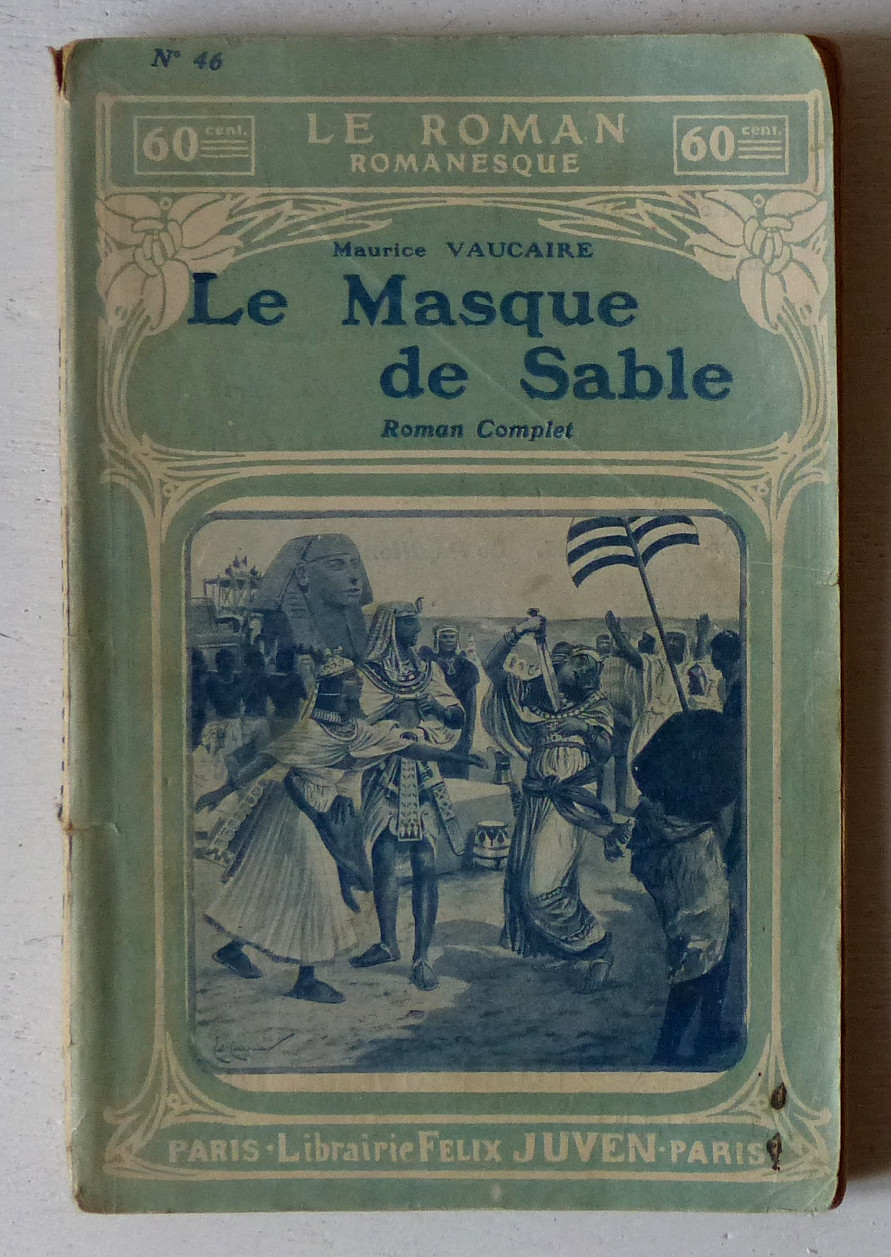 N° 46
60 cent. LE ROMAN 60 cent.
ROMANESQUE
Maurice VAUCAIRE
Le Masque
de Sable
Roman Complet
PARIS·Librairie FELIX JUVEN·PARIS